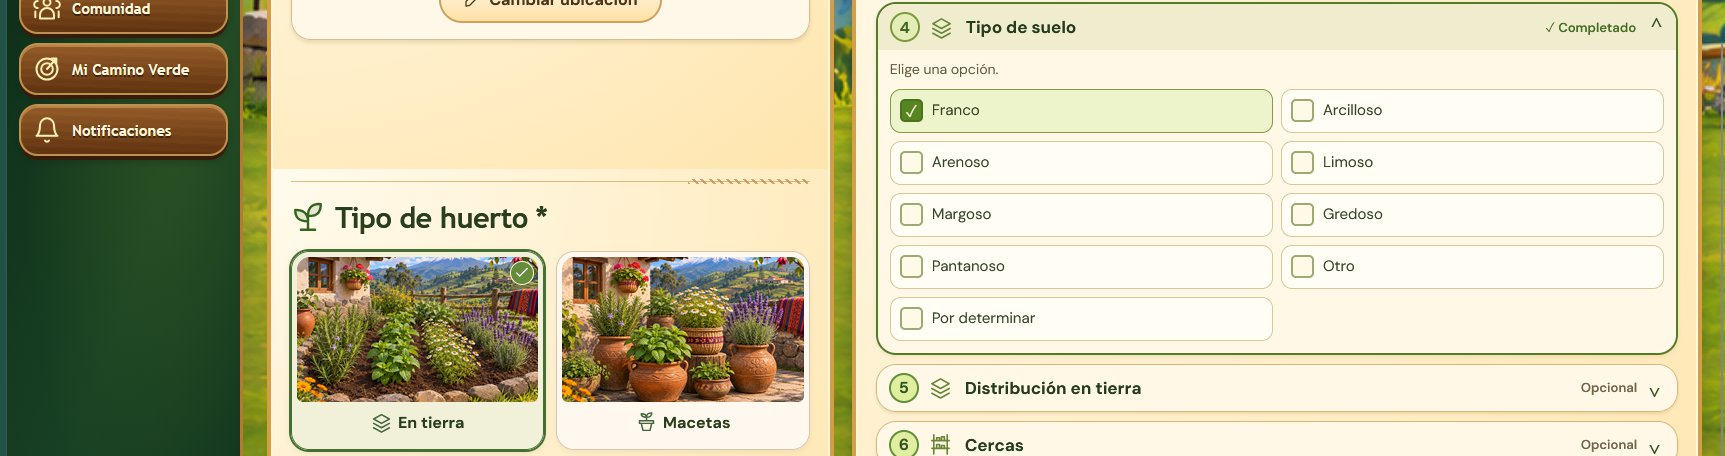 Comunidad
Mi Camino Verde
Notificaciones
Cambiar ubicación
Tipo de huerto *
En tierra
Macetas
4 Tipo de suelo ✓ Completado
Elige una opción.
Franco
Arcilloso
Arenoso
Limoso
Margoso
Gredoso
Pantanoso
Otro
Por determinar
5 Distribución en tierra Opcional
6 Cercas Opcional